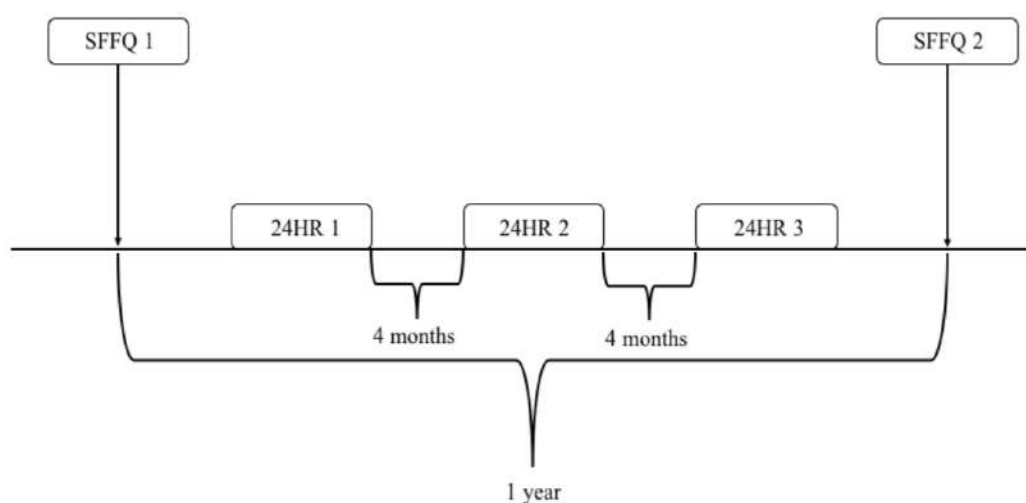 SFFQ 1
SFFQ 2
24HR 1
24HR 2
24HR 3
4 months
4 months
1 year